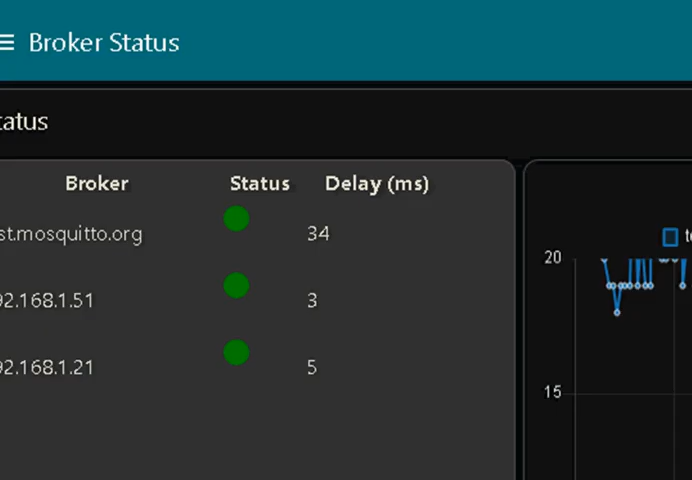 Broker Status
tatus
Broker Status Delay (ms)
st.mosquitto.org 34
92.168.1.51 3
92.168.1.21 5
20
15